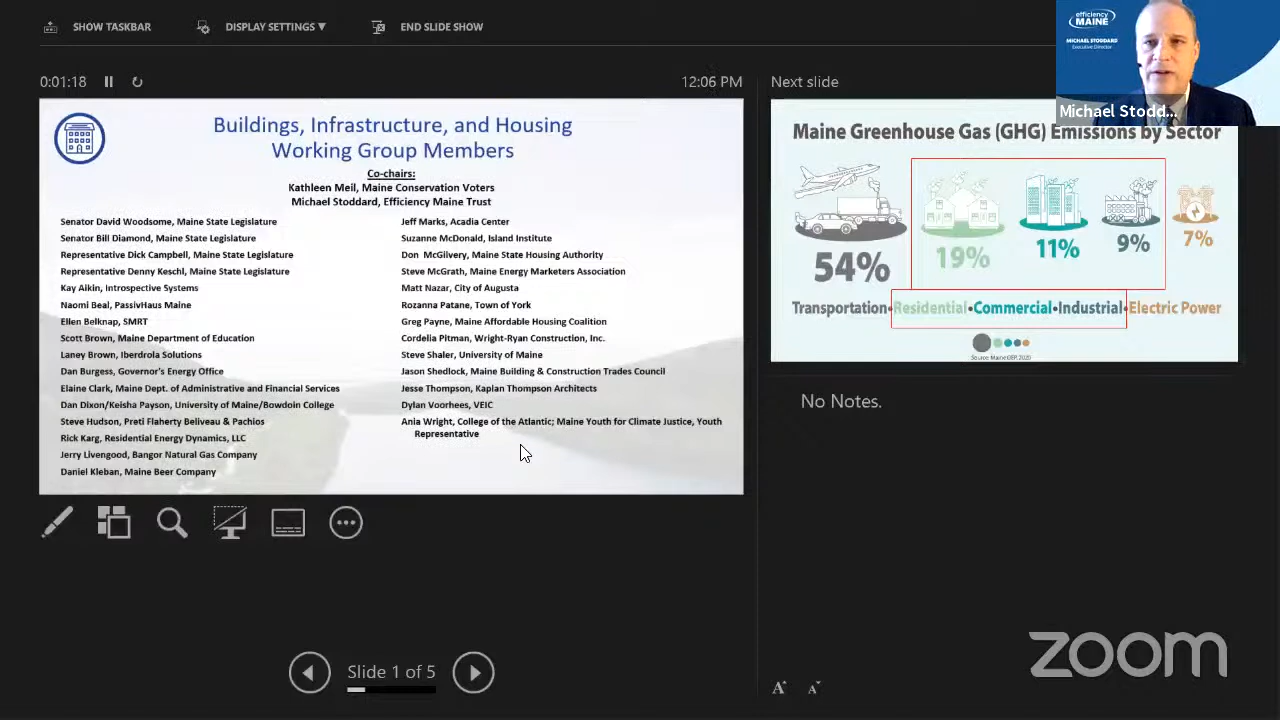 SHOW TASKBAR
DISPLAY SETTINGS ▼
END SLIDE SHOW
efficiency
MAINE
MICHAEL STODDARD
Executive Director
Michael Stodd...
0:01:18
12:06 PM
Next slide
Buildings, Infrastructure, and Housing
Working Group Members
Co-chairs:
Kathleen Meil, Maine Conservation Voters
Michael Stoddard, Efficiency Maine Trust
Senator David Woodsome, Maine State Legislature
Senator Bill Diamond, Maine State Legislature
Representative Dick Campbell, Maine State Legislature
Representative Denny Keschl, Maine State Legislature
Kay Aikin, Introspective Systems
Naomi Beal, PassivHaus Maine
Ellen Belknap, SMRT
Scott Brown, Maine Department of Education
Laney Brown, Iberdrola Solutions
Dan Burgess, Governor's Energy Office
Elaine Clark, Maine Dept. of Administrative and Financial Services
Dan Dixon/Keisha Payson, University of Maine/Bowdoin College
Steve Hudson, Preti Flaherty Beliveau & Pachios
Rick Karg, Residential Energy Dynamics, LLC
Jerry Livengood, Bangor Natural Gas Company
Daniel Kleban, Maine Beer Company
Jeff Marks, Acadia Center
Suzanne McDonald, Island Institute
Don McGilvery, Maine State Housing Authority
Steve McGrath, Maine Energy Marketers Association
Matt Nazar, City of Augusta
Rozanna Patane, Town of York
Greg Payne, Maine Affordable Housing Coalition
Cordelia Pitman, Wright-Ryan Construction, Inc.
Steve Shaler, University of Maine
Jason Shedlock, Maine Building & Construction Trades Council
Jesse Thompson, Kaplan Thompson Architects
Dylan Voorhees, VEIC
Ania Wright, College of the Atlantic; Maine Youth for Climate Justice, Youth
Representative
Maine Greenhouse Gas (GHG) Emissions by Sector
54% 19% 11% 9% 7%
Transportation•Residential•Commercial•Industrial•Electric Power
Source: Maine DEP, 2020
No Notes.
Slide 1 of 5
A A
zoom